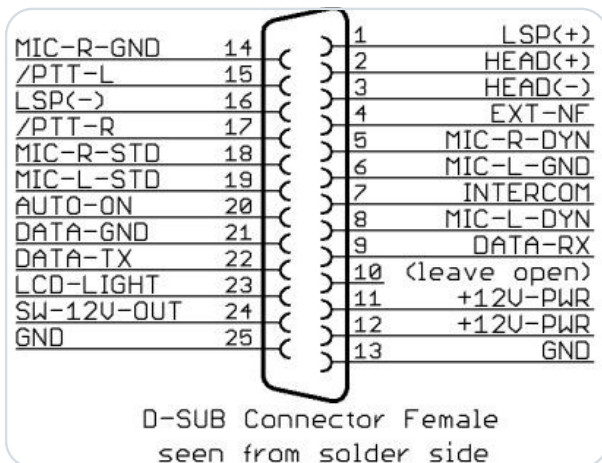 MIC-R-GND 14
/PTT-L 15
LSP(-) 16
/PTT-R 17
MIC-R-STD 18
MIC-L-STD 19
AUTO-ON 20
DATA-GND 21
DATA-TX 22
LCD-LIGHT 23
SW-12V-OUT 24
GND 25
1 LSP(+)
2 HEAD(+)
3 HEAD(-)
4 EXT-NF
5 MIC-R-DYN
6 MIC-L-GND
7 INTERCOM
8 MIC-L-DYN
9 DATA-RX
10 (leave open)
11 +12V-PWR
12 +12V-PWR
13 GND
D-SUB Connector Female
seen from solder side